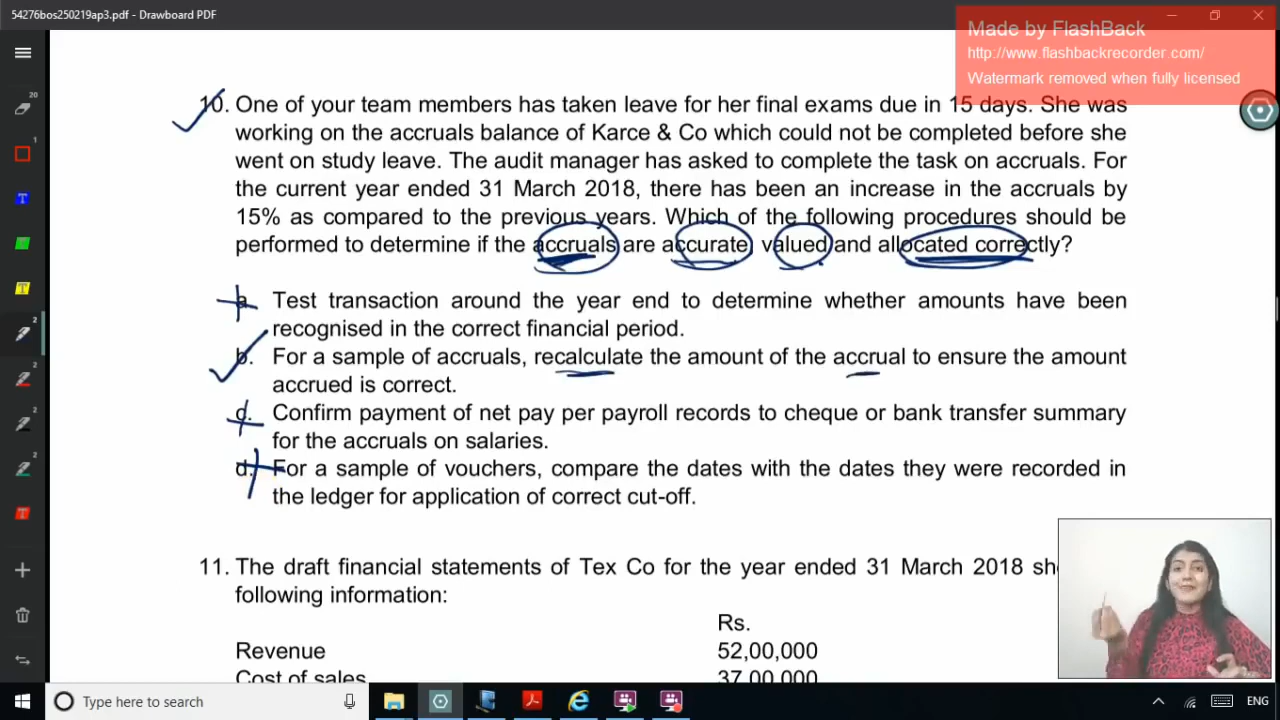 54276bos250219ap3.pdf - Drawboard PDF
Made by FlashBack
http://www.flashbackrecorder.com/
Watermark removed when fully licensed
10. One of your team members has taken leave for her final exams due in 15 days. She was
working on the accruals balance of Karce & Co which could not be completed before she
went on study leave. The audit manager has asked to complete the task on accruals. For
the current year ended 31 March 2018, there has been an increase in the accruals by
15% as compared to the previous years. Which of the following procedures should be
performed to determine if the accruals are accurate, valued and allocated correctly?
a. Test transaction around the year end to determine whether amounts have been
recognised in the correct financial period.
b. For a sample of accruals, recalculate the amount of the accrual to ensure the amount
accrued is correct.
c. Confirm payment of net pay per payroll records to cheque or bank transfer summary
for the accruals on salaries.
d. For a sample of vouchers, compare the dates with the dates they were recorded in
the ledger for application of correct cut-off.
11. The draft financial statements of Tex Co for the year ended 31 March 2018
following information:
Rs.
Revenue 52,00,000
Cost of sales 37,00,000
20
1
T
T
2
2
2
2
T
Type here to search
ENG